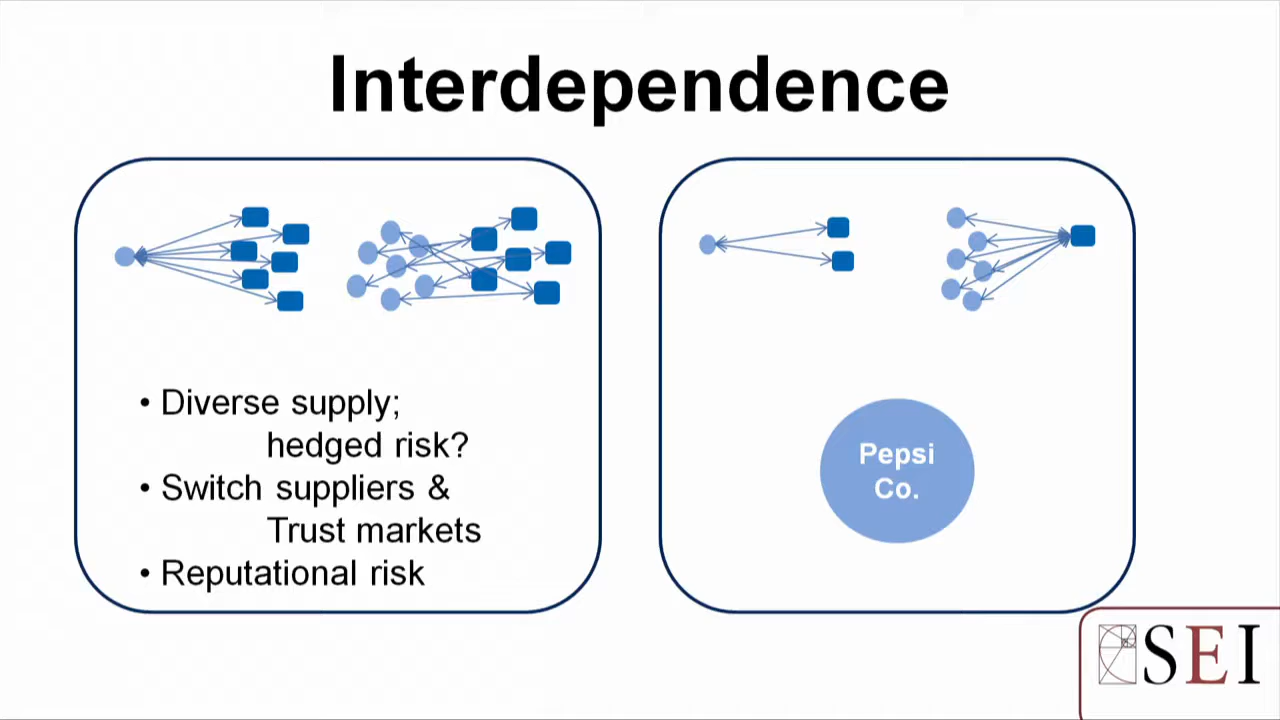 Interdependence
• Diverse supply;
hedged risk?
• Switch suppliers &
Trust markets
• Reputational risk
Pepsi
Co.
SEI